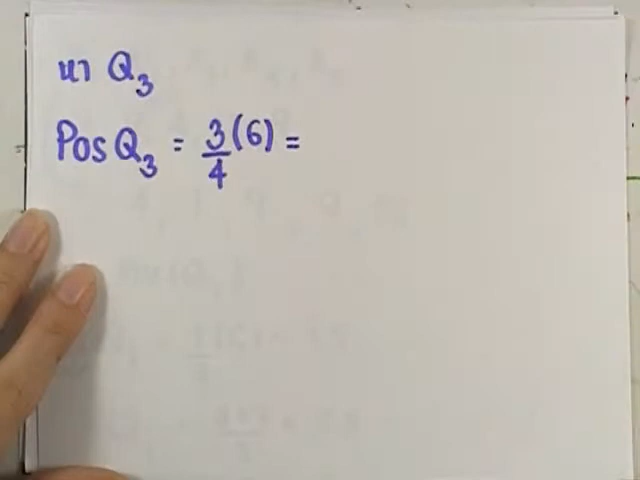 หา Q₃
Pos Q₃ = 3/4 (6) =